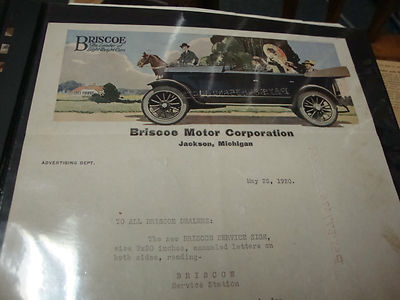 BRISCOE
The Leader of
Light Weight Cars
Briscoe Motor Corporation
Jackson, Michigan
ADVERTISING DEPT.
May 25, 1920.
TO ALL BRISCOE DEALERS:
The new BRISCOE SERVICE SIGN,
size 7x20 inches, enameled letters on
both sides, reading-
BRISCOE
Service Station